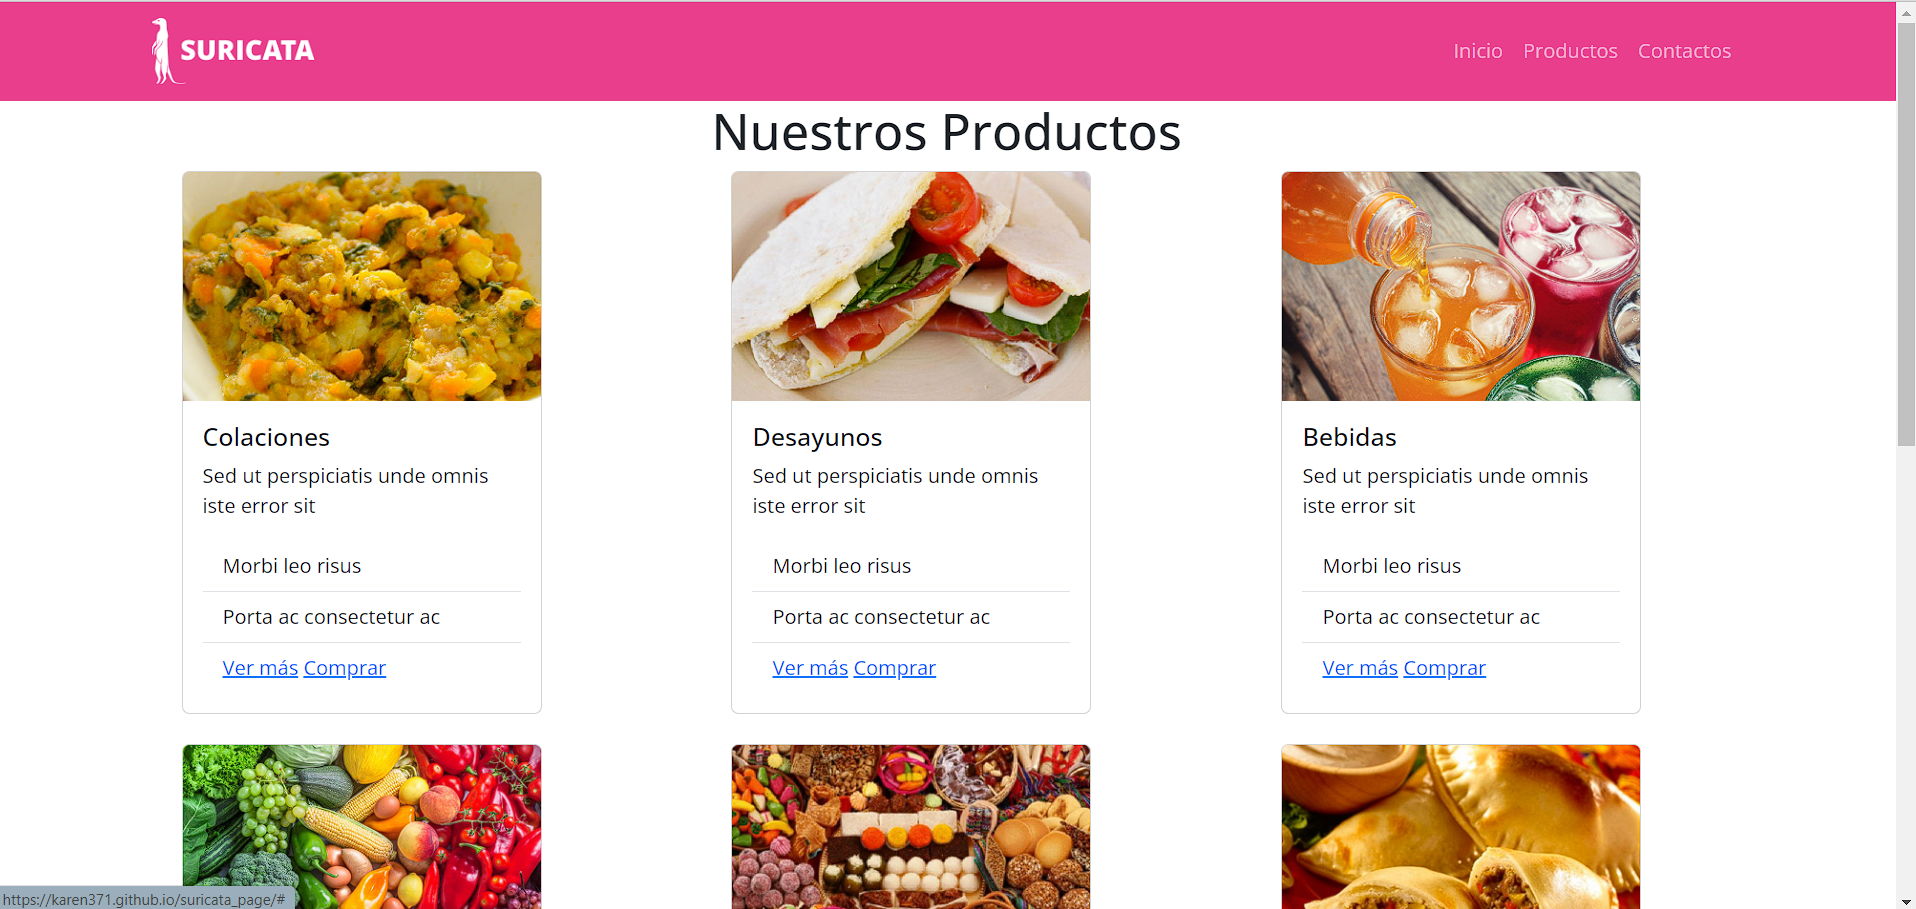 SURICATA
Inicio Productos Contactos
Nuestros Productos
Colaciones
Sed ut perspiciatis unde omnis
iste error sit
Morbi leo risus
Porta ac consectetur ac
Ver más Comprar
Desayunos
Sed ut perspiciatis unde omnis
iste error sit
Morbi leo risus
Porta ac consectetur ac
Ver más Comprar
Bebidas
Sed ut perspiciatis unde omnis
iste error sit
Morbi leo risus
Porta ac consectetur ac
Ver más Comprar
https://karen371.github.io/suricata_page/#